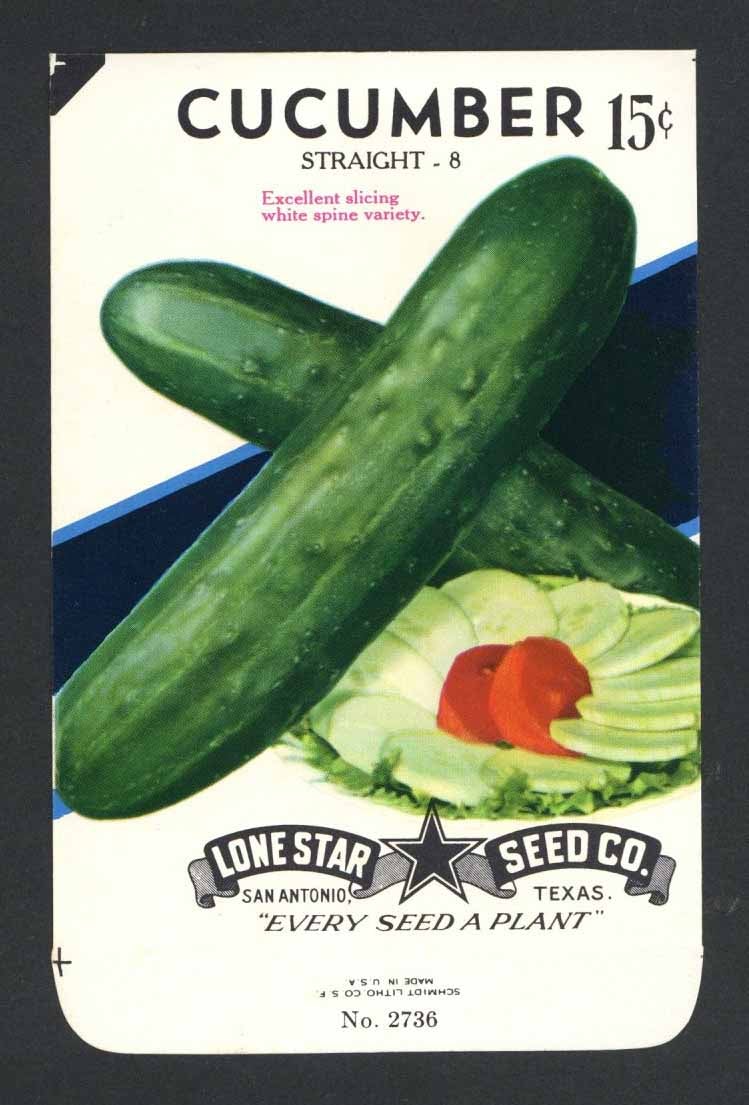 CUCUMBER 15¢
STRAIGHT - 8
Excellent slicing
white spine variety.
LONE STAR SEED CO.
SAN ANTONIO, TEXAS.
"EVERY SEED A PLANT"
SCHMIDT LITHO. CO. S. F.
MADE IN U.S.A.
No. 2736